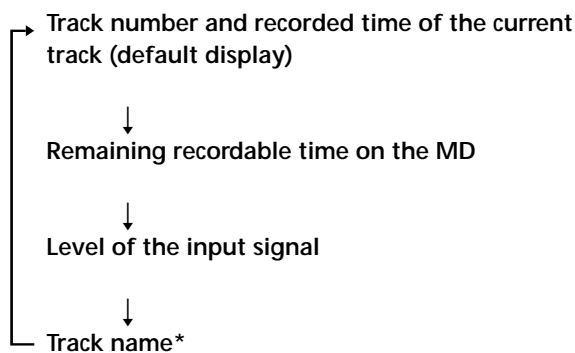 Track number and recorded time of the current
track (default display)
Remaining recordable time on the MD
Level of the input signal
Track name*